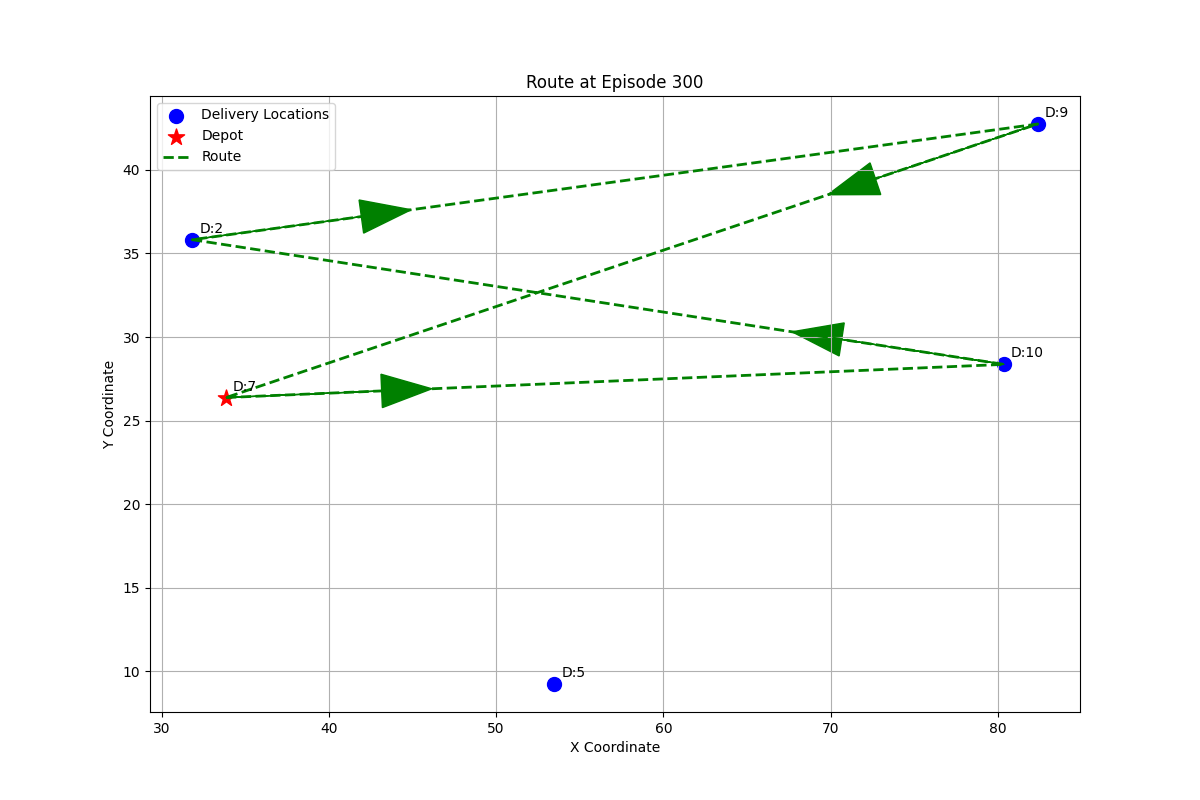 Route at Episode 300
Delivery Locations
Depot
Route
D:9
D:2
D:10
D:7
D:5
40
35
30
25
20
15
10
Y Coordinate
30 40 50 60 70 80
X Coordinate